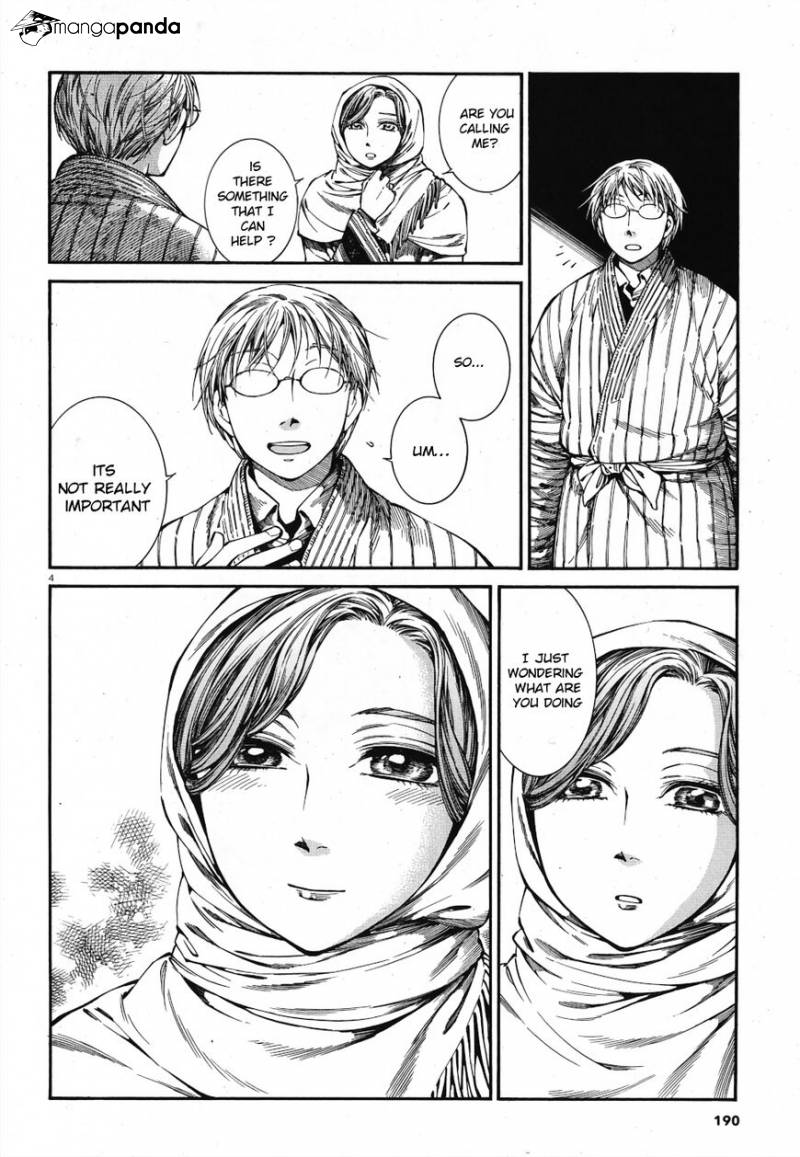 mangapanda
ARE YOU
CALLING
ME?
IS
THERE
SOMETHING
THAT I
CAN
HELP ?
SO...
UM...
ITS
NOT REALLY
IMPORTANT
4
I JUST
WONDERING
WHAT ARE
YOU DOING
190